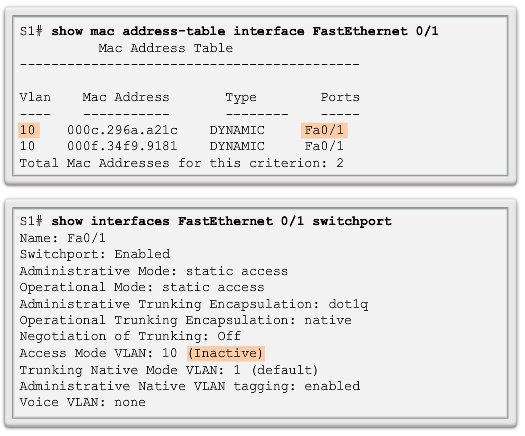 S1# show mac address-table interface FastEthernet 0/1
Mac Address Table
-------------------------------------------
Vlan Mac Address Type Ports
---- ----------- -------- -----
10 000c.296a.a21c DYNAMIC Fa0/1
10 000f.34f9.9181 DYNAMIC Fa0/1
Total Mac Addresses for this criterion: 2
S1# show interfaces FastEthernet 0/1 switchport
Name: Fa0/1
Switchport: Enabled
Administrative Mode: static access
Operational Mode: static access
Administrative Trunking Encapsulation: dot1q
Operational Trunking Encapsulation: native
Negotiation of Trunking: Off
Access Mode VLAN: 10 (Inactive)
Trunking Native Mode VLAN: 1 (default)
Administrative Native VLAN tagging: enabled
Voice VLAN: none